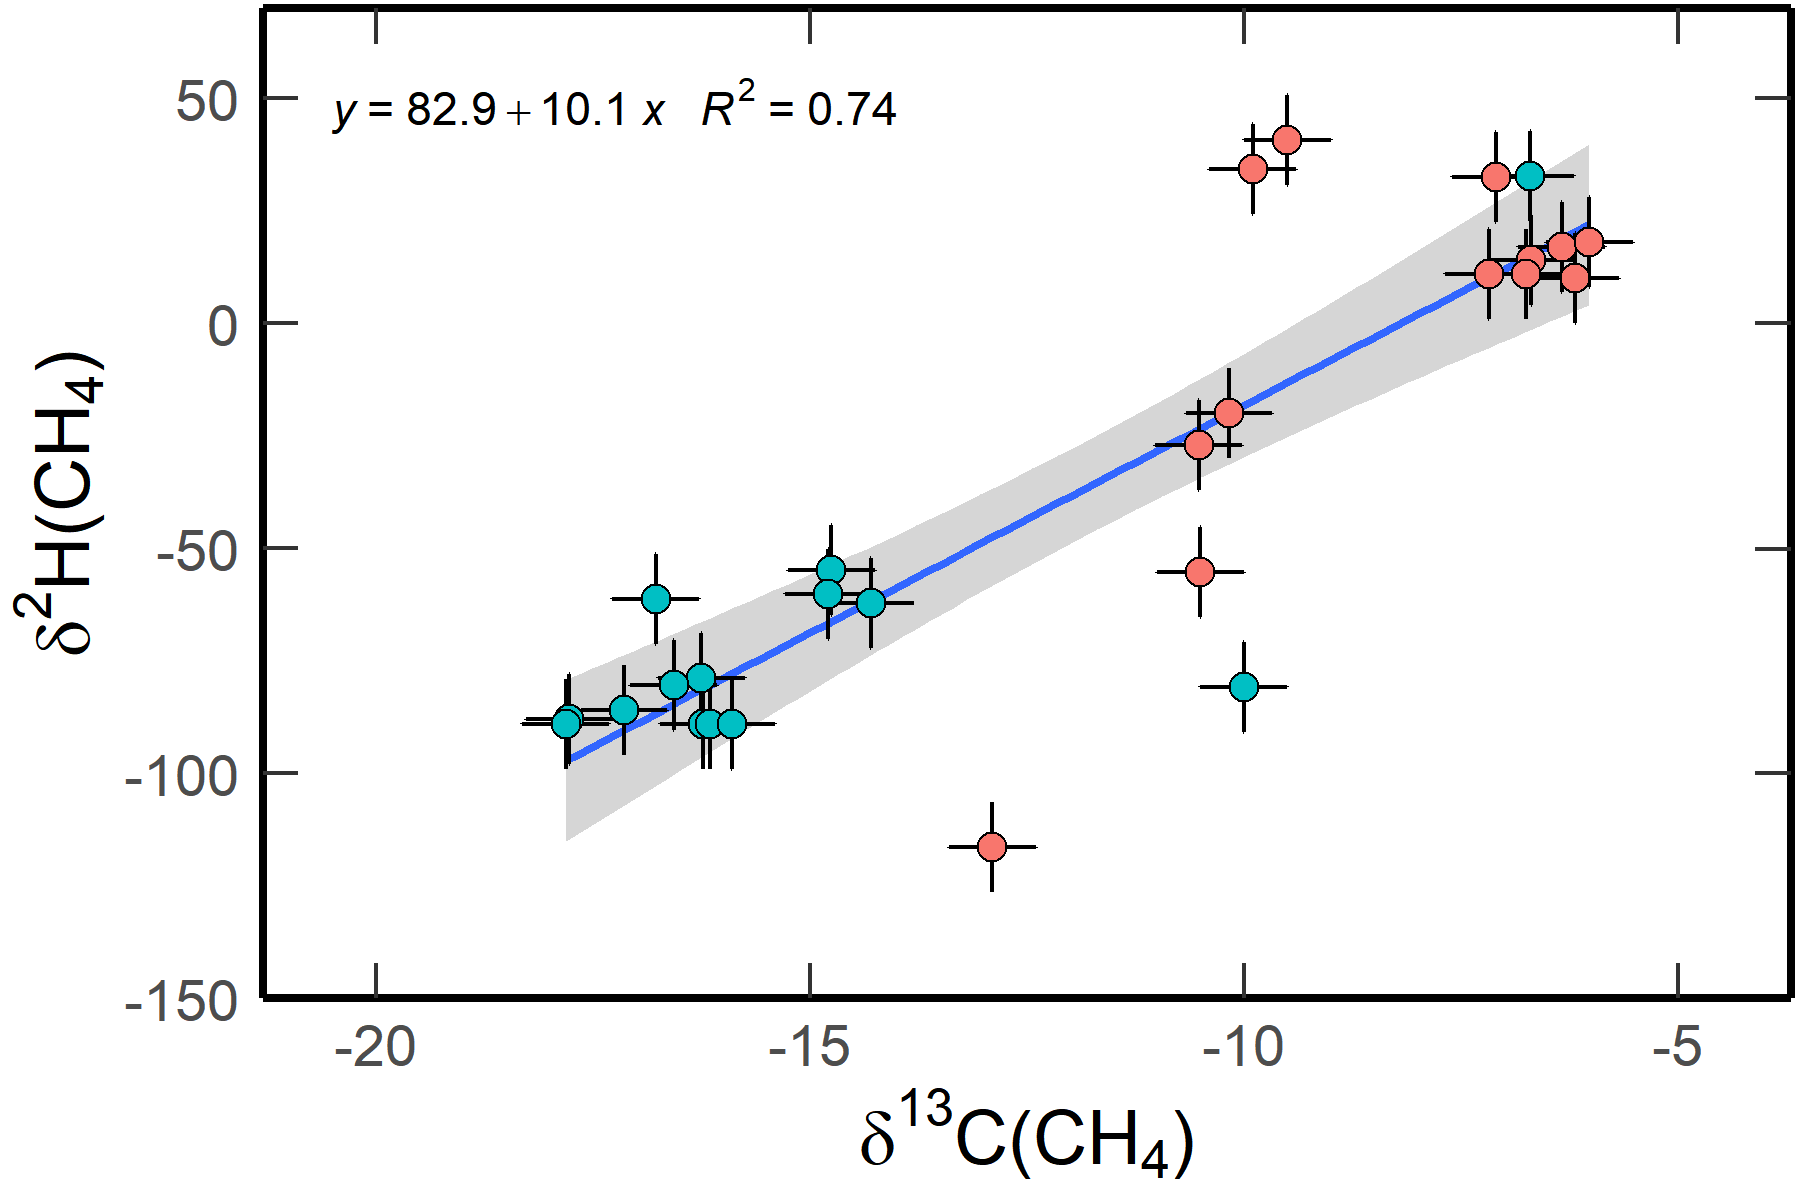 y = 82.9 + 10.1 x R² = 0.74
50
0
-50
-100
-150
δ²H(CH₄)
-20 -15 -10 -5
δ¹³C(CH₄)